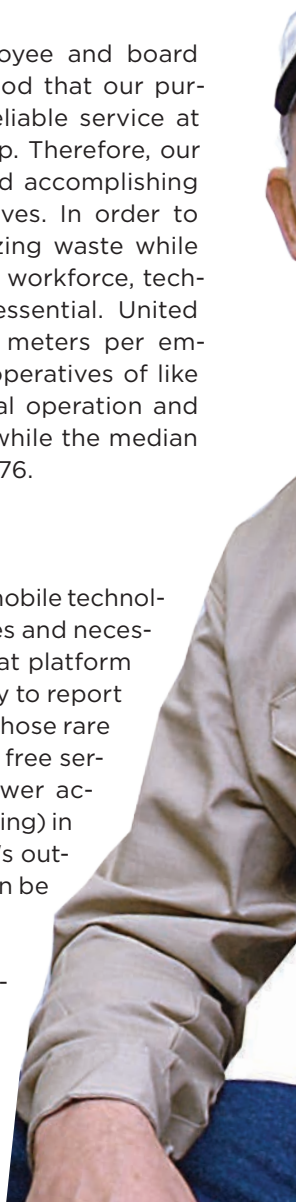 oyee and board
od that our pur-
eliable service at
p. Therefore, our
d accomplishing
ves. In order to
zing waste while
workforce, tech-
essential. United
meters per em-
operatives of like
al operation and
while the median
76.
mobile technol-
es and neces-
at platform
y to report
hose rare
free ser-
wer ac-
ing) in
's out-
n be
-